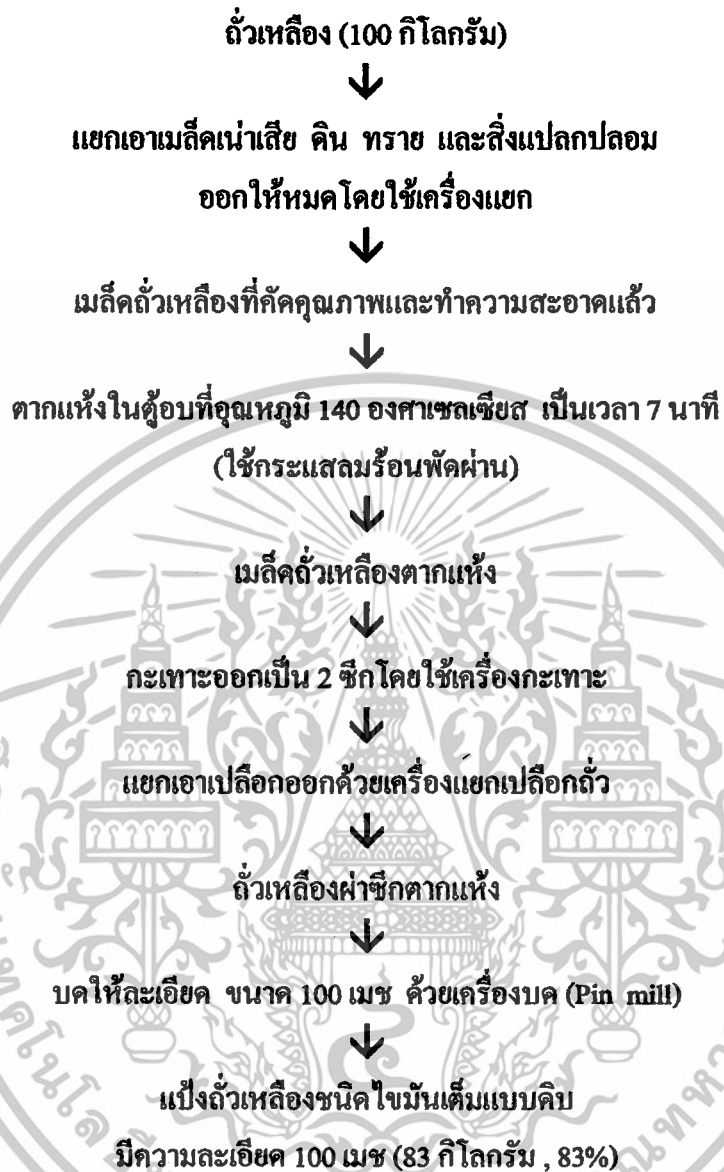 ถั่วเหลือง (100 กิโลกรัม)
↓
แยกเอาเมล็ดเน่าเสีย ดิน ทราย และสิ่งแปลกปลอม
ออกให้หมดโดยใช้เครื่องแยก
↓
เมล็ดถั่วเหลืองที่คัดคุณภาพและทำความสะอาดแล้ว
↓
ตากแห้งในตู้อบที่อุณหภูมิ 140 องศาเซลเซียส เป็นเวลา 7 นาที
(ใช้กระแสลมร้อนพัดผ่าน)
↓
เมล็ดถั่วเหลืองตากแห้ง
↓
กะเทาะออกเป็น 2 ซีกโดยใช้เครื่องกะเทาะ
↓
แยกเอาเปลือกออกด้วยเครื่องแยกเปลือกถั่ว
↓
ถั่วเหลืองผ่าซีกตากแห้ง
↓
บดให้ละเอียด ขนาด 100 เมช ด้วยเครื่องบด (Pin mill)
↓
แป้งถั่วเหลืองชนิดไขมันเต็มแบบดิบ
มีความละเอียด 100 เมช (83 กิโลกรัม , 83%)